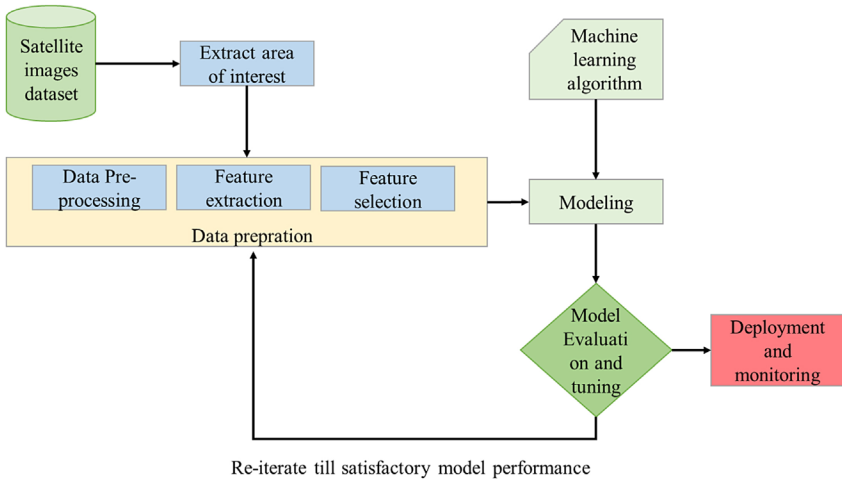 Satellite
images
dataset
Extract area
of interest
Machine
learning
algorithm
Data Pre-
processing
Feature
extraction
Feature
selection
Data prepration
Modeling
Model
Evaluati
on and
tuning
Deployment
and
monitoring
Re-iterate till satisfactory model performance